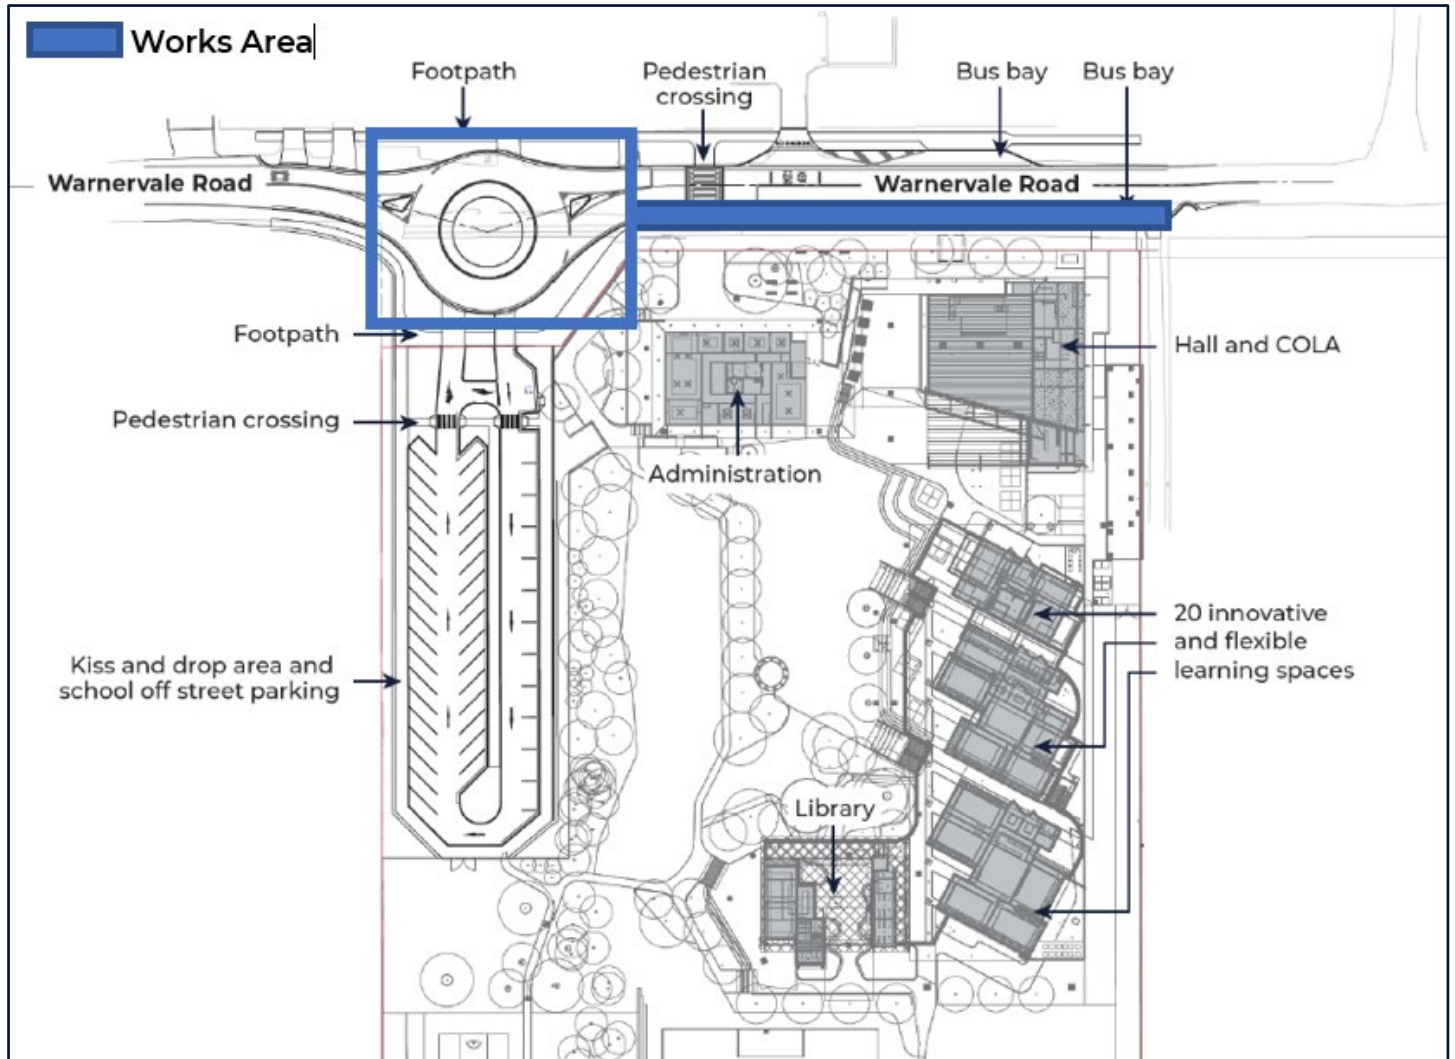 Works Area
Footpath
Pedestrian
crossing
Bus bay
Bus bay
Warnervale Road
Warnervale Road
Footpath
Hall and COLA
Pedestrian crossing
Administration
20 innovative
and flexible
learning spaces
Kiss and drop area and
school off street parking
Library